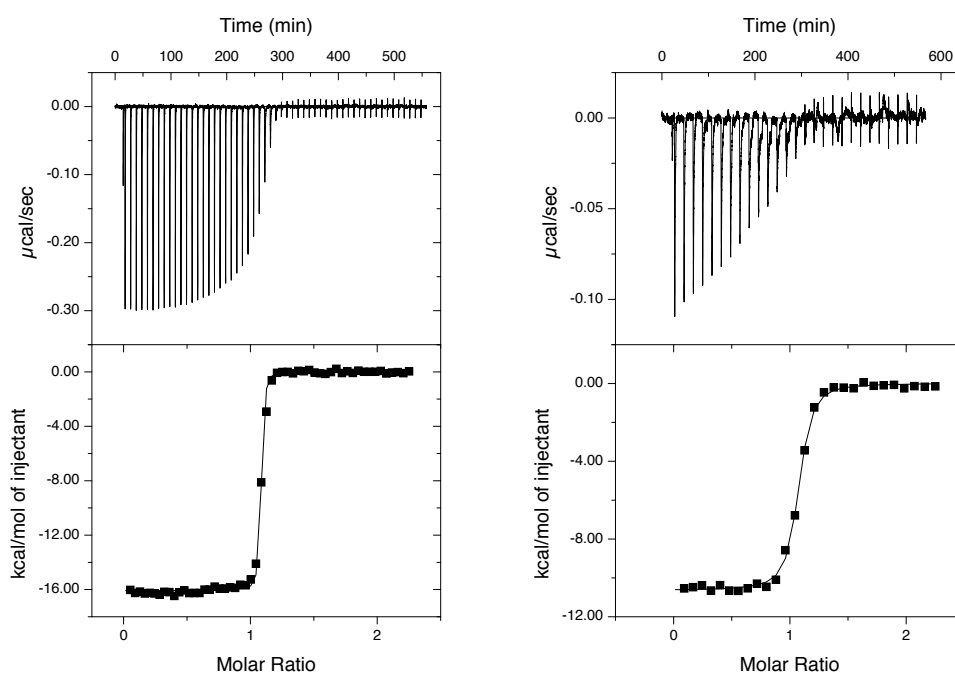 Time (min)
0 100 200 300 400 500
0.00
-0.10
-0.20
-0.30
µcal/sec
0.00
-4.00
-8.00
-12.00
-16.00
kcal/mol of injectant
0 1 2
Molar Ratio
Time (min)
0 200 400 600
0.00
-0.05
-0.10
µcal/sec
0.00
-4.00
-8.00
-12.00
kcal/mol of injectant
0 1 2
Molar Ratio